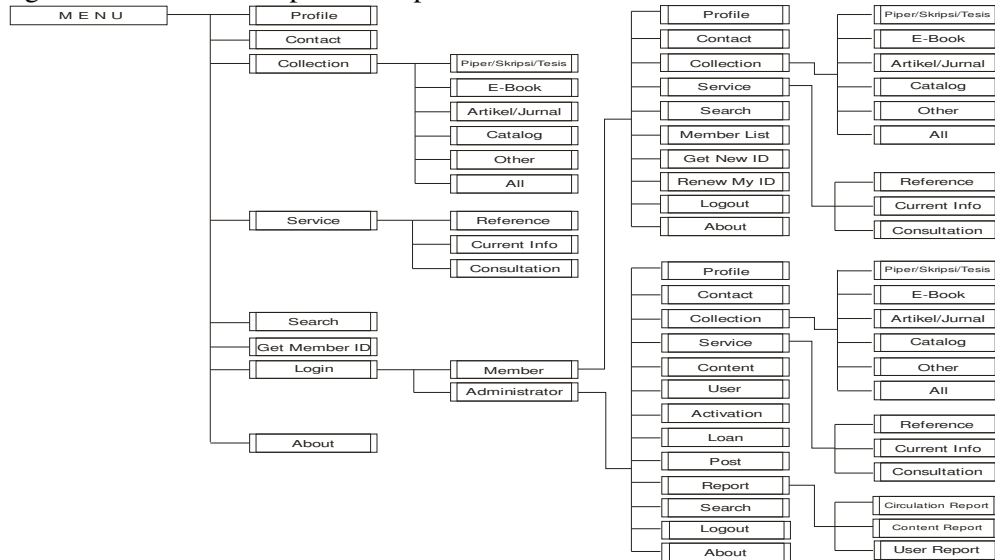 M E N U
Profile
Contact
Collection
Piper/Skripsi/Tesis
E-Book
Artikel/Jurnal
Catalog
Other
All
Service
Reference
Current Info
Consultation
Search
Get Member ID
Login
Member
Administrator
About
Profile
Contact
Collection
Service
Search
Member List
Get New ID
Renew My ID
Logout
About
Piper/Skripsi/Tesis
E-Book
Artikel/Jurnal
Catalog
Other
All
Reference
Current Info
Consultation
Profile
Contact
Collection
Service
Content
User
Activation
Loan
Post
Report
Search
Logout
About
Piper/Skripsi/Tesis
E-Book
Artikel/Jurnal
Catalog
Other
All
Reference
Current Info
Consultation
Circulation Report
Content Report
User Report